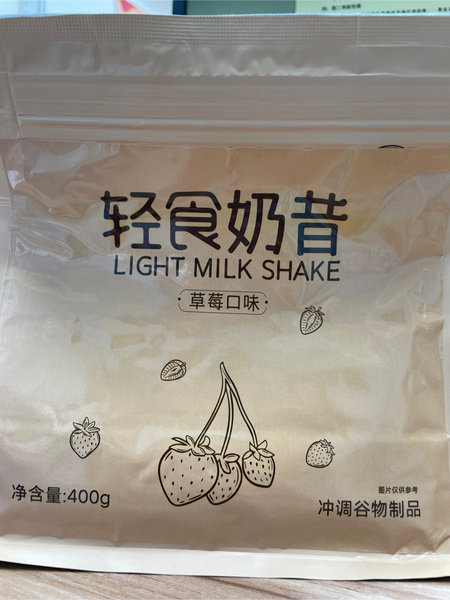 轻食奶昔
LIGHT MILK SHAKE
·草莓口味·
图片仅供参考
净含量:400g
冲调谷物制品